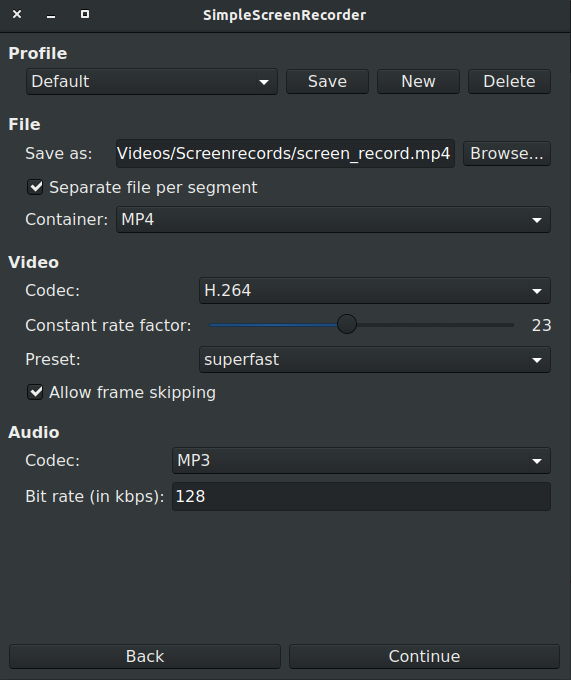 SimpleScreenRecorder
Profile
Default Save New Delete
File
Save as: Videos/Screenrecords/screen_record.mp4 Browse...
Separate file per segment
Container: MP4
Video
Codec: H.264
Constant rate factor: 23
Preset: superfast
Allow frame skipping
Audio
Codec: MP3
Bit rate (in kbps): 128
Back Continue